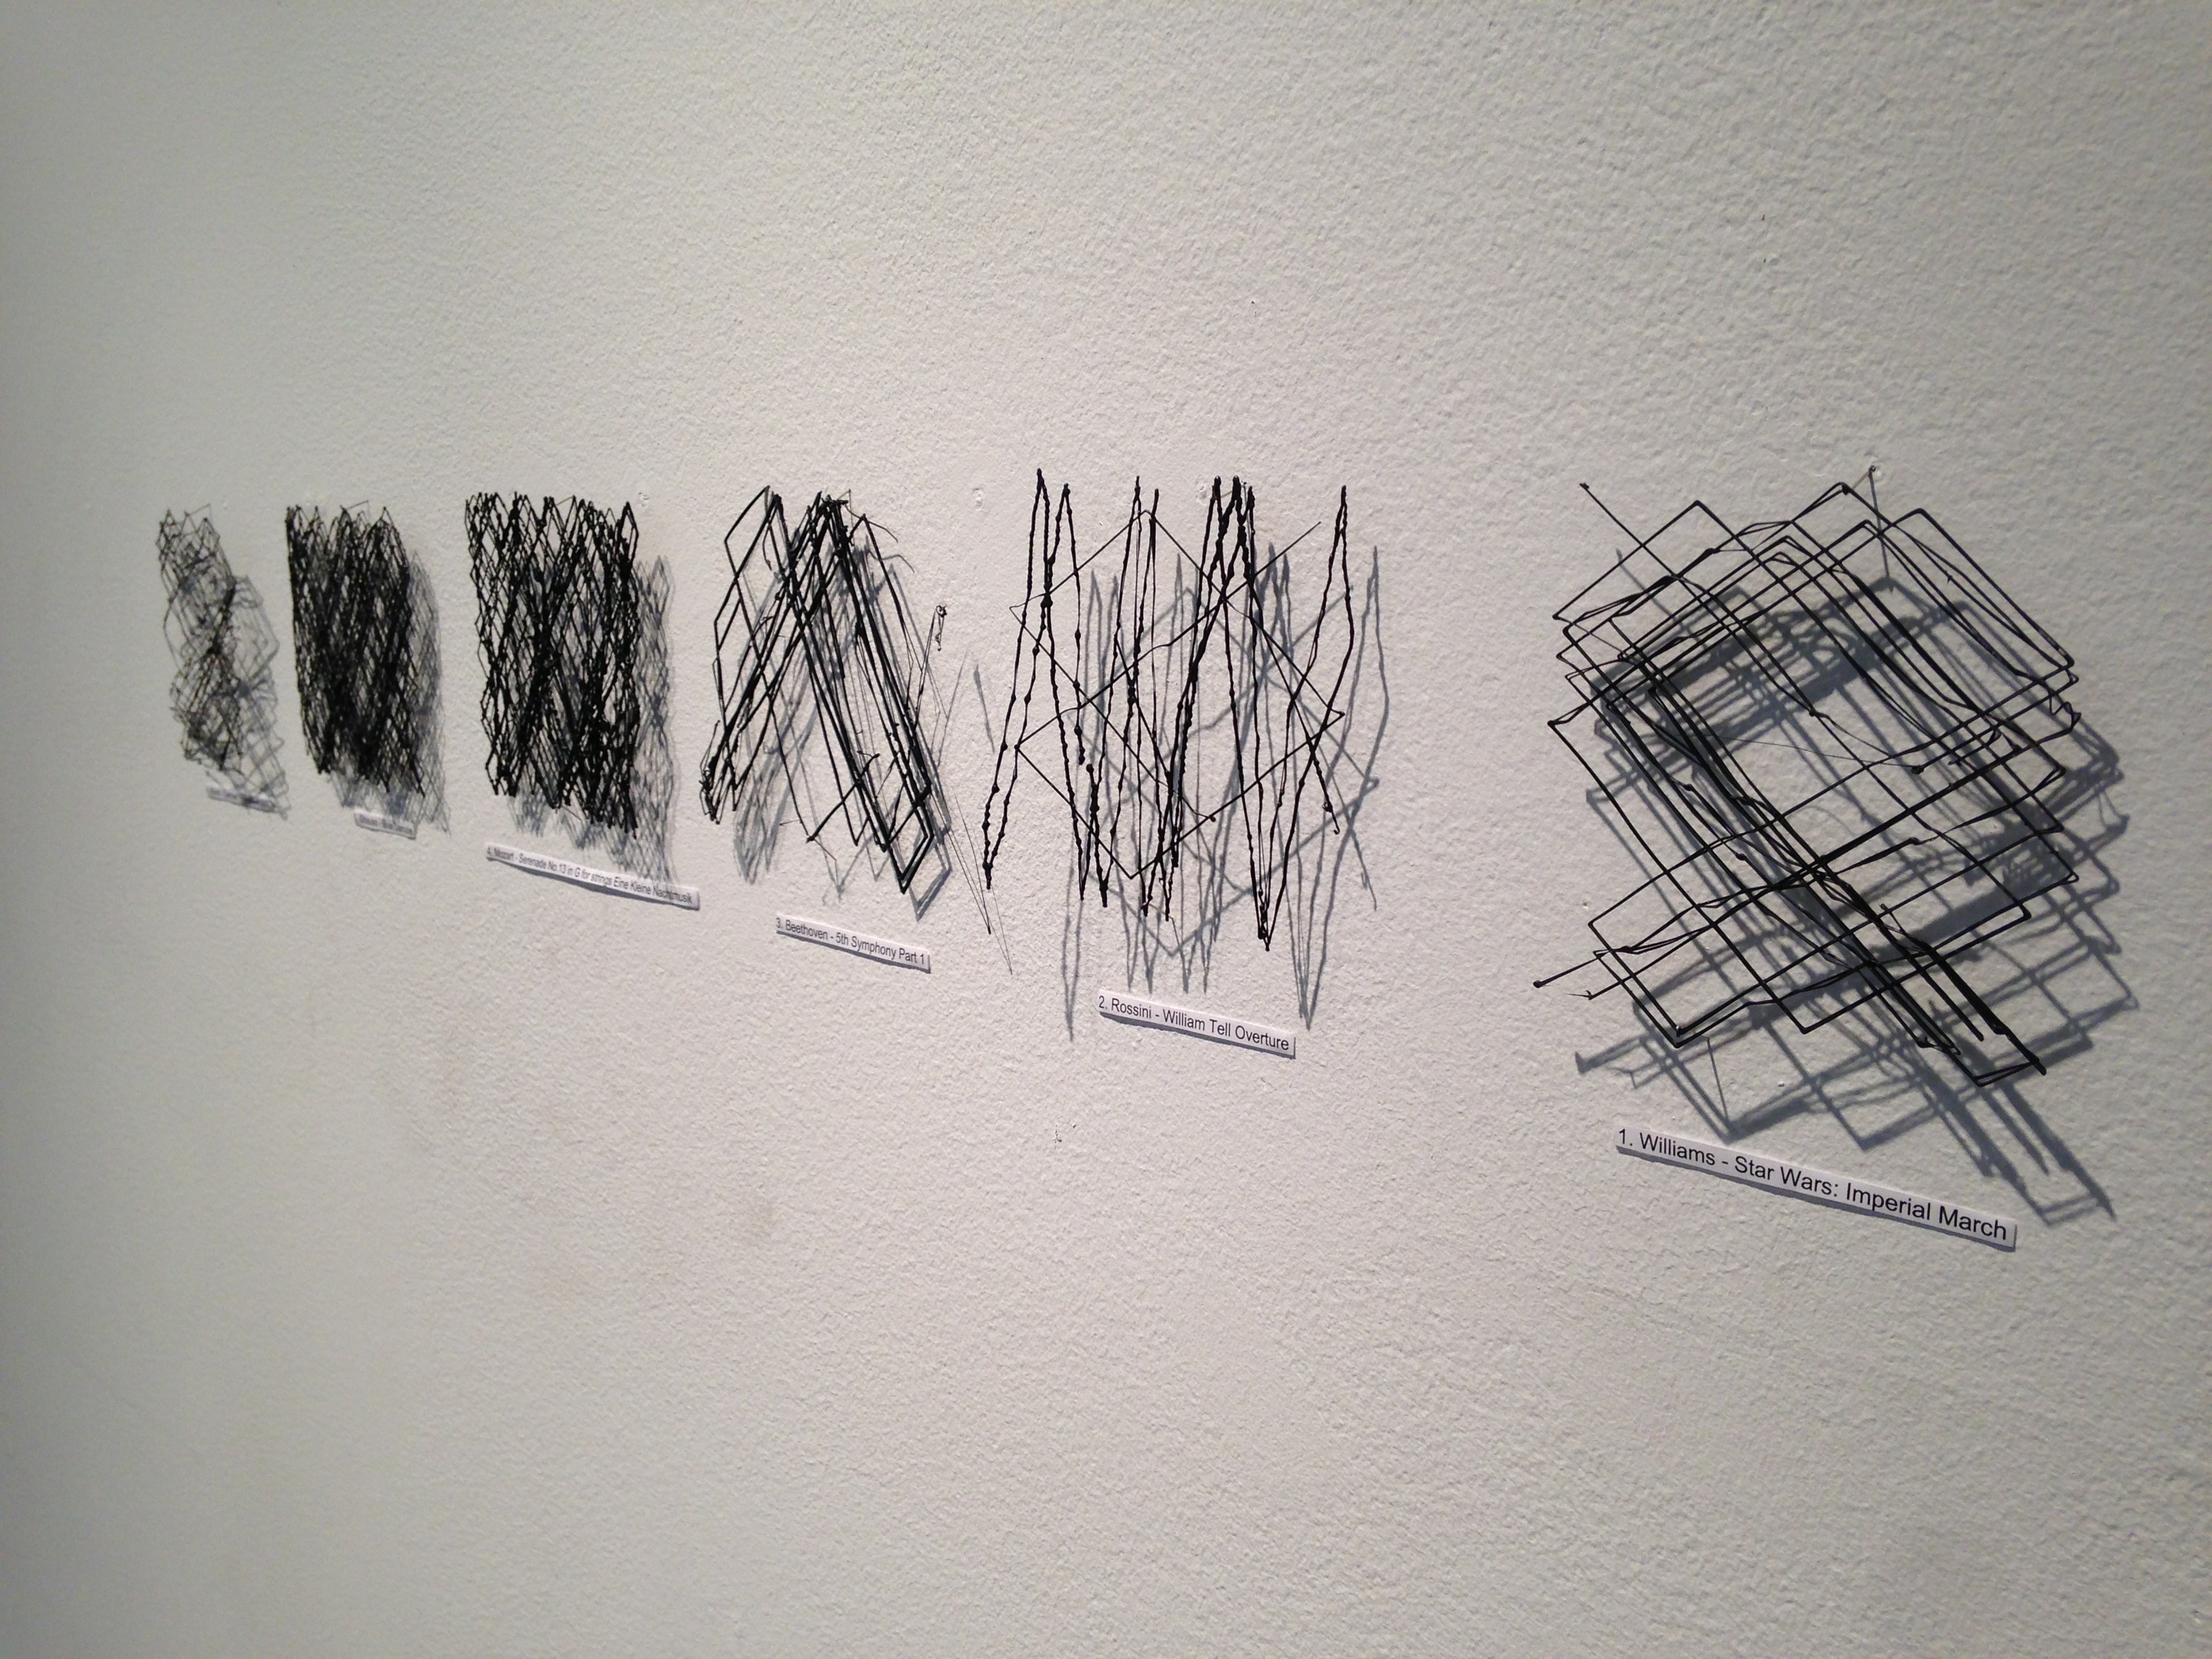 1. Williams - Star Wars: Imperial March
2. Rossini - William Tell Overture
3. Beethoven - 5th Symphony Part 1
4. Mozart - Serenade No.13 in G for strings Eine Kleine Nachtmusik